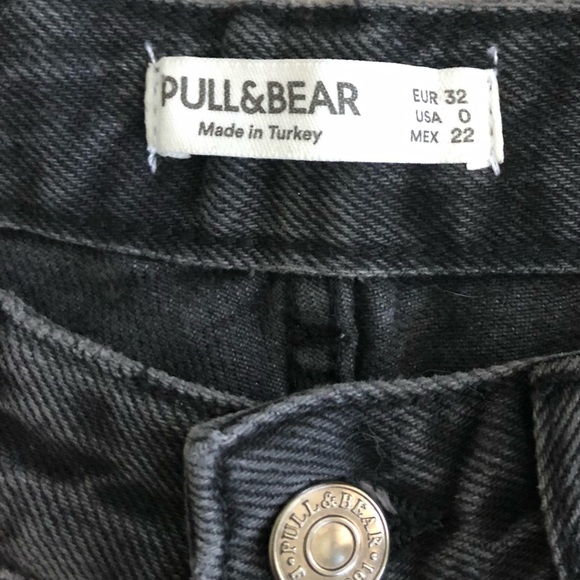 PULL&BEAR
Made in Turkey
EUR 32
USA 0
MEX 22
PULL&BEAR